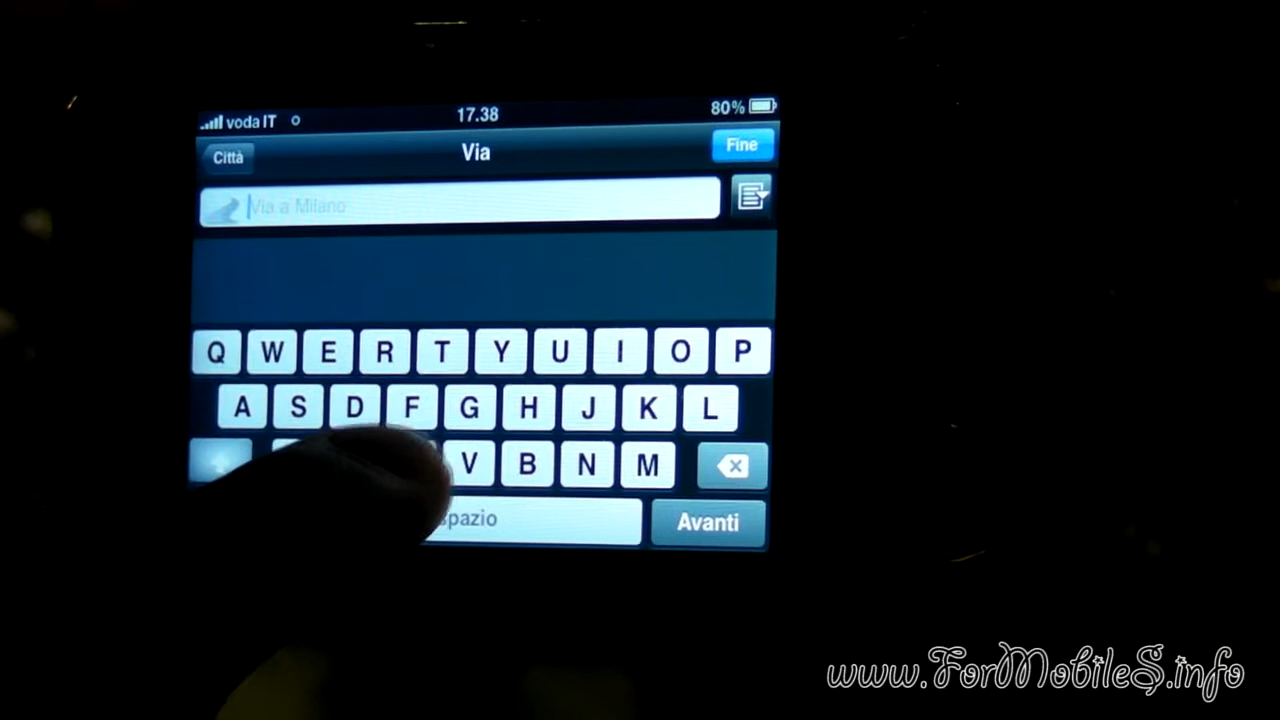 voda IT 17.38 80%
Città Via Fine
Via a Milano
Q W E R T Y U I O P
A S D F G H J K L
V B N M
spazio Avanti
www.ForMobileS.info